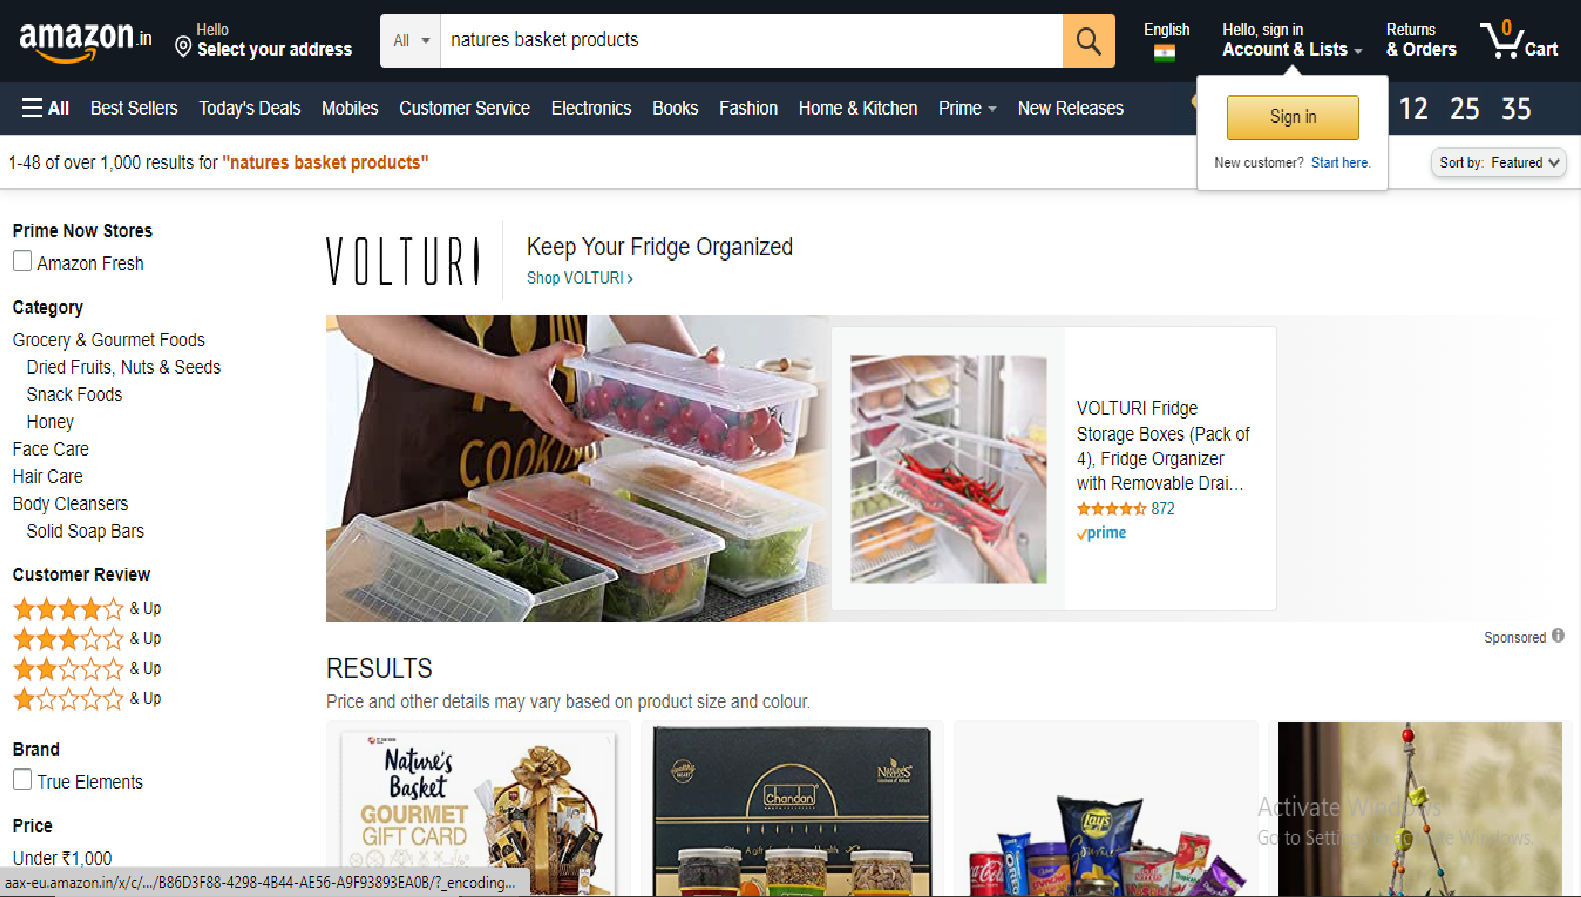 amazon.in
Hello
Select your address
All
natures basket products
English
Hello, sign in
Account & Lists
Returns
& Orders
0
Cart
All
Best Sellers
Today's Deals
Mobiles
Customer Service
Electronics
Books
Fashion
Home & Kitchen
Prime
New Releases
12 25 35
Sign in
New customer? Start here.
1-48 of over 1,000 results for "natures basket products"
Sort by: Featured
Prime Now Stores
Amazon Fresh
Category
Grocery & Gourmet Foods
Dried Fruits, Nuts & Seeds
Snack Foods
Honey
Face Care
Hair Care
Body Cleansers
Solid Soap Bars
Customer Review
& Up
& Up
& Up
& Up
Brand
True Elements
Price
Under ₹1,000
aax-eu.amazon.in/x/c/.../B86D3F88-4298-4B44-AE56-A9F93893EA0B/?_encoding...
VOLTURI
Keep Your Fridge Organized
Shop VOLTURI ›
VOLTURI Fridge
Storage Boxes (Pack of
4), Fridge Organizer
with Removable Drai…
872
prime
Sponsored
RESULTS
Price and other details may vary based on product size and colour.
Nature's
Basket
GOURMET
GIFT CARD
Chandan
Lay's
Activate Windows
Go to Settings to activate Windows.